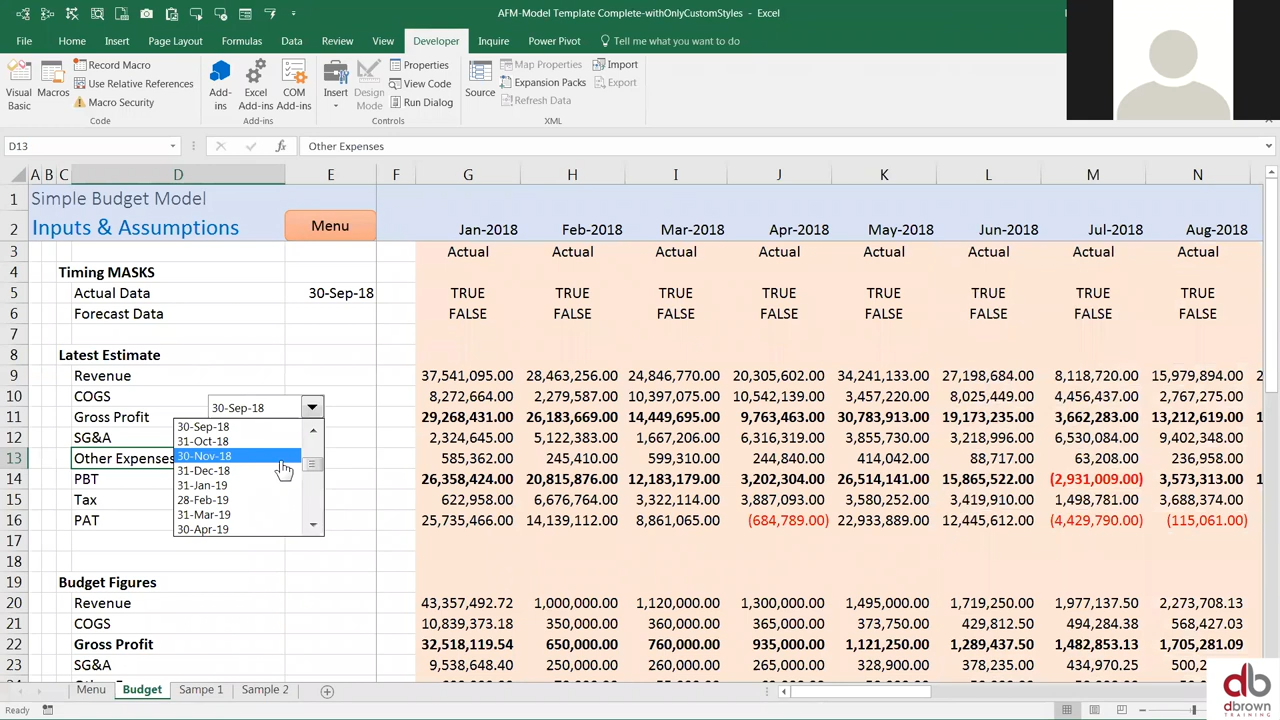 AFM-Model Template Complete-withOnlyCustomStyles - Excel
File Home Insert Page Layout Formulas Data Review View Developer Inquire Power Pivot Tell me what you want to do
Visual Basic
Macros
Record Macro
Use Relative References
Macro Security
Code
Add-ins
Excel Add-ins
COM Add-ins
Add-ins
Insert
Design Mode
Properties
View Code
Run Dialog
Controls
Source
Map Properties
Expansion Packs
Refresh Data
Import
Export
XML
D13 fx Other Expenses
A B C D E F G H I J K L M N
1 Simple Budget Model
2 Inputs & Assumptions Menu Jan-2018 Feb-2018 Mar-2018 Apr-2018 May-2018 Jun-2018 Jul-2018 Aug-2018
3 Actual Actual Actual Actual Actual Actual Actual Actual
4 Timing MASKS
5 Actual Data 30-Sep-18 TRUE TRUE TRUE TRUE TRUE TRUE TRUE TRUE
6 Forecast Data FALSE FALSE FALSE FALSE FALSE FALSE FALSE FALSE
7
8 Latest Estimate
9 Revenue 37,541,095.00 28,463,256.00 24,846,770.00 20,305,602.00 34,241,133.00 27,198,684.00 8,118,720.00 15,979,894.00 2
10 COGS 8,272,664.00 2,279,587.00 10,397,075.00 10,542,139.00 3,457,220.00 8,025,449.00 4,456,437.00 2,767,275.00
30-Sep-18
11 Gross Profit 29,268,431.00 26,183,669.00 14,449,695.00 9,763,463.00 30,783,913.00 19,173,235.00 3,662,283.00 13,212,619.00 1
30-Sep-18
31-Oct-18
30-Nov-18
31-Dec-18
31-Jan-19
28-Feb-19
31-Mar-19
30-Apr-19
12 SG&A 2,324,645.00 5,122,383.00 1,667,206.00 6,316,319.00 3,855,730.00 3,218,996.00 6,530,084.00 9,402,348.00
13 Other Expenses 585,362.00 245,410.00 599,310.00 244,840.00 414,042.00 88,717.00 63,208.00 236,958.00
14 PBT 26,358,424.00 20,815,876.00 12,183,179.00 3,202,304.00 26,514,141.00 15,865,522.00 (2,931,009.00) 3,573,313.00 1
15 Tax 622,958.00 6,676,764.00 3,322,114.00 3,887,093.00 3,580,252.00 3,419,910.00 1,498,781.00 3,688,374.00
16 PAT 25,735,466.00 14,139,112.00 8,861,065.00 (684,789.00) 22,933,889.00 12,445,612.00 (4,429,790.00) (115,061.00)
17
18
19 Budget Figures
20 Revenue 43,357,492.72 1,000,000.00 1,120,000.00 1,300,000.00 1,495,000.00 1,719,250.00 1,977,137.50 2,273,708.13
21 COGS 10,839,373.18 350,000.00 360,000.00 365,000.00 373,750.00 429,812.50 494,284.38 568,427.03
22 Gross Profit 32,518,119.54 650,000.00 760,000.00 935,000.00 1,121,250.00 1,289,437.50 1,482,853.13 1,705,281.09
23 SG&A 9,538,648.40 250,000.00 260,000.00 265,000.00 328,900.00 378,235.00 434,970.25 500,2
Menu Budget Sampe 1 Sample 2
Ready
db
dbrown
TRAINING